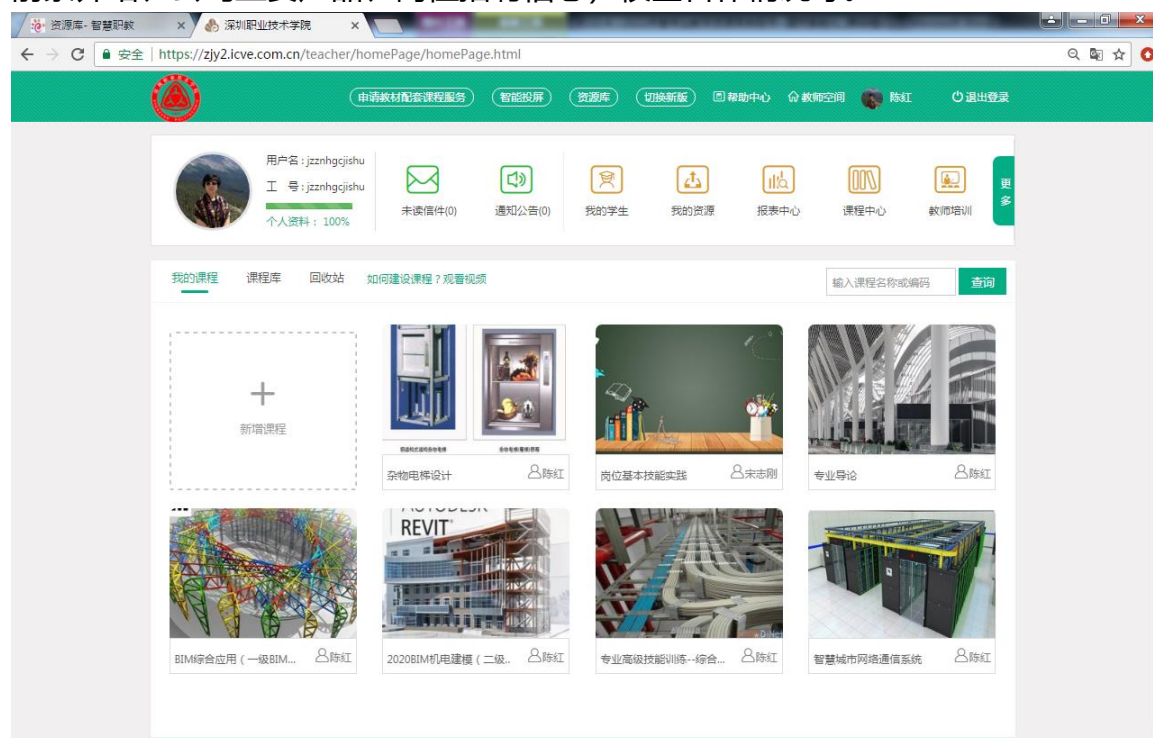 资源库- 智慧职教
深圳职业技术学院
安全 https://zjy2.icve.com.cn/teacher/homePage/homePage.html
申请教材配套课程服务 智能投屏 资源库 切换新版 帮助中心 教师空间 陈红 退出登录
用户名 : jzznhgcjishu
工 号 : jzznhgcjishu
个人资料 : 100%
未读信件(0) 通知公告(0) 我的学生 我的资源 报表中心 课程中心 教师培训
更多
我的课程 课程库 回收站 如何建设课程？观看视频 输入课程名称或编码 查询
新增课程
杂物电梯设计 陈红
岗位基本技能实践 宋志刚
专业导论 陈红
REVIT
BIM综合应用（一级BIM... 陈红
2020BIM机电建模（二级.. 陈红
专业高级技能训练--综合... 陈红
智慧城市网络通信系统 陈红